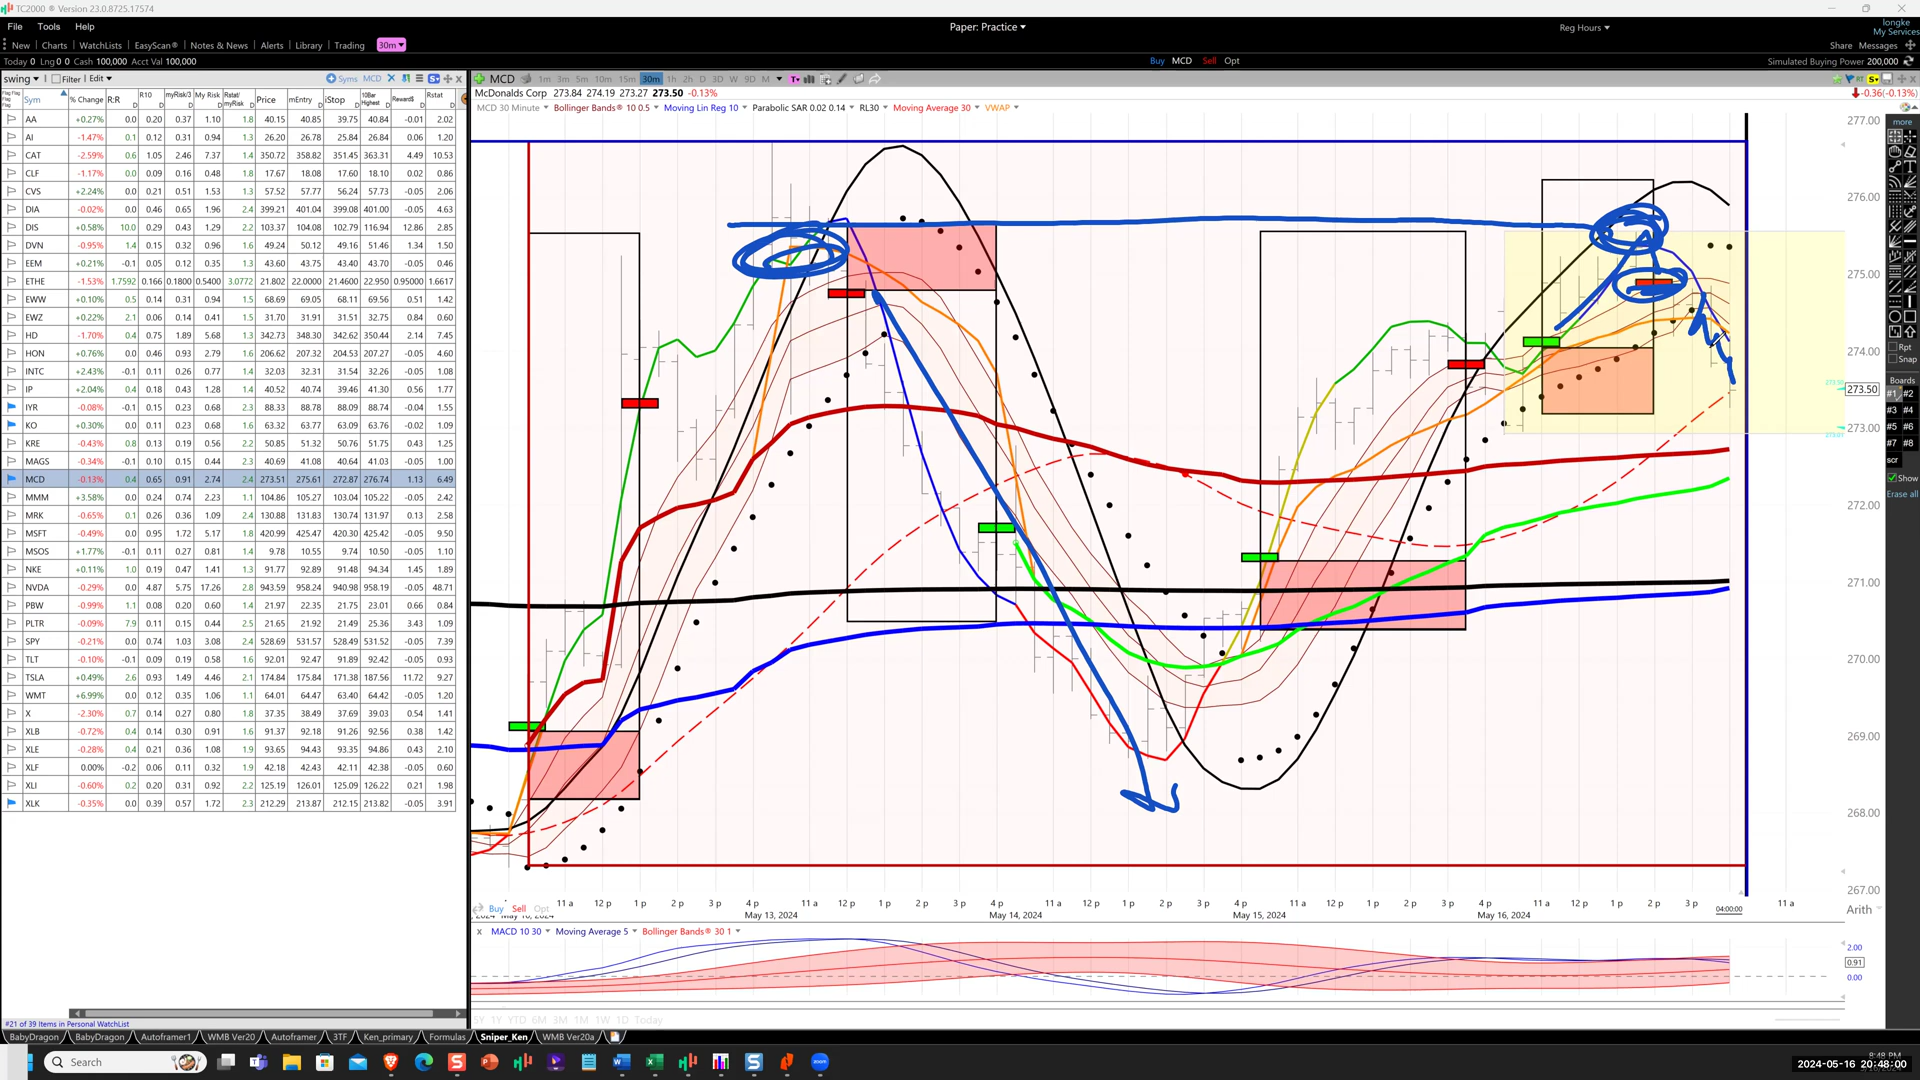 TC2000 ® Version 23.0.8725.17574
File Tools Help
Paper: Practice
Reg Hours
longke
My Services
New Charts WatchLists EasyScan® Notes & News Alerts Library Trading 30m
Share Messages
Today 0 Lng 0 0 Cash 100,000 Acct Val 100,000
Buy MCD Sell Opt
Simulated Buying Power 200,000
swing Filter Edit Syms MCD
MCD 1m 3m 5m 10m 15m 30m 1h 2h D 3D W 9D M
McDonalds Corp 273.84 274.19 273.27 273.50 -0.13%
-0.36(-0.13%)
MCD 30 Minute Bollinger Bands® 10 0.5 Moving Lin Reg 10 Parabolic SAR 0.02 0.14 RL30 Moving Average 30 VWAP
Sym % Change R:R R10 myRisk/3 My Risk Rstat/myRisk Price mEntry iStop 10Bar Highest Reward$ Rstat
AA +0.27% 0.0 0.20 0.37 1.10 1.8 40.15 40.85 39.75 40.84 -0.01 2.02
AI -1.47% 0.1 0.12 0.31 0.94 1.3 26.20 26.78 25.84 26.84 0.06 1.20
CAT -2.59% 0.6 1.05 2.46 7.37 1.4 350.72 358.82 351.45 363.31 4.49 10.53
CLF -1.17% 0.0 0.09 0.16 0.48 1.8 17.67 18.08 17.60 18.10 0.02 0.86
CVS +2.24% 0.0 0.21 0.51 1.53 1.3 57.52 57.77 56.24 57.73 -0.05 2.06
DIA -0.02% 0.0 0.46 0.65 1.96 2.4 399.21 401.04 399.08 401.00 -0.05 4.63
DIS +0.58% 10.0 0.29 0.43 1.29 2.2 103.37 104.08 102.79 116.94 12.86 2.85
DVN -0.95% 1.4 0.15 0.32 0.96 1.6 49.24 50.12 49.16 51.46 1.34 1.50
EEM +0.21% -0.1 0.05 0.12 0.35 1.3 43.60 43.75 43.40 43.70 -0.05 0.46
ETHE -1.53% 1.7592 0.166 0.1800 0.5400 3.0772 21.802 22.0000 21.4600 22.950 0.95000 1.6617
EWW +0.10% 0.5 0.14 0.31 0.94 1.5 68.69 69.05 68.11 69.56 0.51 1.42
EWZ +0.22% 2.1 0.06 0.14 0.41 1.5 31.70 31.91 31.51 32.75 0.84 0.60
HD -1.70% 0.4 0.75 1.89 5.68 1.3 342.73 348.30 342.62 350.44 2.14 7.45
HON +0.76% 0.0 0.46 0.93 2.79 1.6 206.62 207.32 204.53 207.27 -0.05 4.60
INTC +2.43% -0.1 0.11 0.26 0.77 1.4 32.03 32.31 31.54 32.26 -0.05 1.08
IP +2.04% 0.4 0.18 0.43 1.28 1.4 40.52 40.74 39.46 41.30 0.56 1.77
IYR -0.08% -0.1 0.15 0.23 0.68 2.3 88.33 88.78 88.09 88.74 -0.04 1.55
KO +0.30% 0.0 0.11 0.23 0.68 1.6 63.32 63.77 63.09 63.76 -0.02 1.09
KRE -0.43% 0.8 0.13 0.19 0.56 2.2 50.85 51.32 50.76 51.75 0.43 1.25
MAGS -0.34% -0.1 0.10 0.15 0.44 2.3 40.69 41.08 40.64 41.03 -0.05 1.00
MCD -0.13% 0.4 0.65 0.91 2.74 2.4 273.51 275.61 272.87 276.74 1.13 6.49
MMM +3.58% 0.0 0.24 0.74 2.23 1.1 104.86 105.27 103.04 105.22 -0.05 2.42
MRK -0.65% 0.1 0.26 0.36 1.09 2.4 130.88 131.83 130.74 131.97 0.13 2.58
MSFT -0.49% 0.0 0.95 1.72 5.17 1.8 420.99 425.47 420.30 425.42 -0.05 9.50
MSOS +1.77% -0.1 0.11 0.27 0.81 1.4 9.78 10.55 9.74 10.50 -0.05 1.10
NKE +0.11% 1.0 0.19 0.47 1.41 1.3 91.77 92.89 91.48 94.34 1.45 1.89
NVDA -0.29% 0.0 4.87 5.75 17.26 2.8 943.59 958.24 940.98 958.19 -0.05 48.71
PBW -0.99% 1.1 0.08 0.20 0.60 1.4 21.97 22.35 21.75 23.01 0.66 0.84
PLTR -0.09% 7.9 0.11 0.15 0.44 2.5 21.65 21.92 21.49 25.36 3.43 1.09
SPY -0.21% 0.0 0.74 1.03 3.08 2.4 528.69 531.57 528.49 531.52 -0.05 7.39
TLT -0.10% -0.1 0.09 0.19 0.58 1.6 92.01 92.47 91.89 92.42 -0.05 0.93
TSLA +0.49% 2.6 0.93 1.49 4.46 2.1 174.84 175.84 171.38 187.56 11.72 9.27
WMT +6.99% 0.0 0.12 0.35 1.06 1.1 64.01 64.47 63.40 64.42 -0.05 1.20
X -2.30% 0.7 0.14 0.27 0.80 1.8 37.35 38.49 37.69 39.03 0.54 1.41
XLB -0.72% 0.4 0.14 0.30 0.91 1.6 91.37 92.18 91.26 92.56 0.38 1.42
XLE -0.28% 0.4 0.21 0.36 1.08 1.9 93.65 94.43 93.35 94.86 0.43 2.10
XLF 0.00% -0.2 0.06 0.11 0.32 1.9 42.18 42.43 42.11 42.38 -0.05 0.60
XLI -0.60% 0.2 0.20 0.31 0.92 2.2 125.19 126.01 125.09 126.22 0.21 1.98
XLK -0.35% 0.0 0.39 0.57 1.72 2.3 212.29 213.87 212.15 213.82 -0.05 3.91
277.00
276.00
275.00
274.00
273.50
273.00
272.00
271.00
270.00
269.00
268.00
267.00
more
Rpt
Snap
Boards
#1 #2
#3 #4
#5 #6
#7 #8
scr
Show
Erase all
Buy Sell Opt
11 a 12 p 1 p 2 p 3 p 4 p 11 a 12 p 1 p 2 p 3 p 4 p 11 a 12 p 1 p 2 p 3 p 4 p 11 a 12 p 1 p 2 p 3 p 4 p 11 a 12 p 1 p 2 p 3 p 04:00:00 11 a
May 13, 2024 May 14, 2024 May 15, 2024 May 16, 2024
Arith
x MACD 10 30 Moving Average 5 Bollinger Bands® 30 1
2.00
0.91
0.00
5Y 1Y YTD 6M 3M 1M 1W 1D Today
#21 of 39 Items in Personal WatchList
BabyDragon BabyDragon Autoframer1 WMB Ver20 Autoframer 3TF Ken_primary Formulas Sniper_Ken WMB Ver20a
Search
2024-05-16 20:48:00